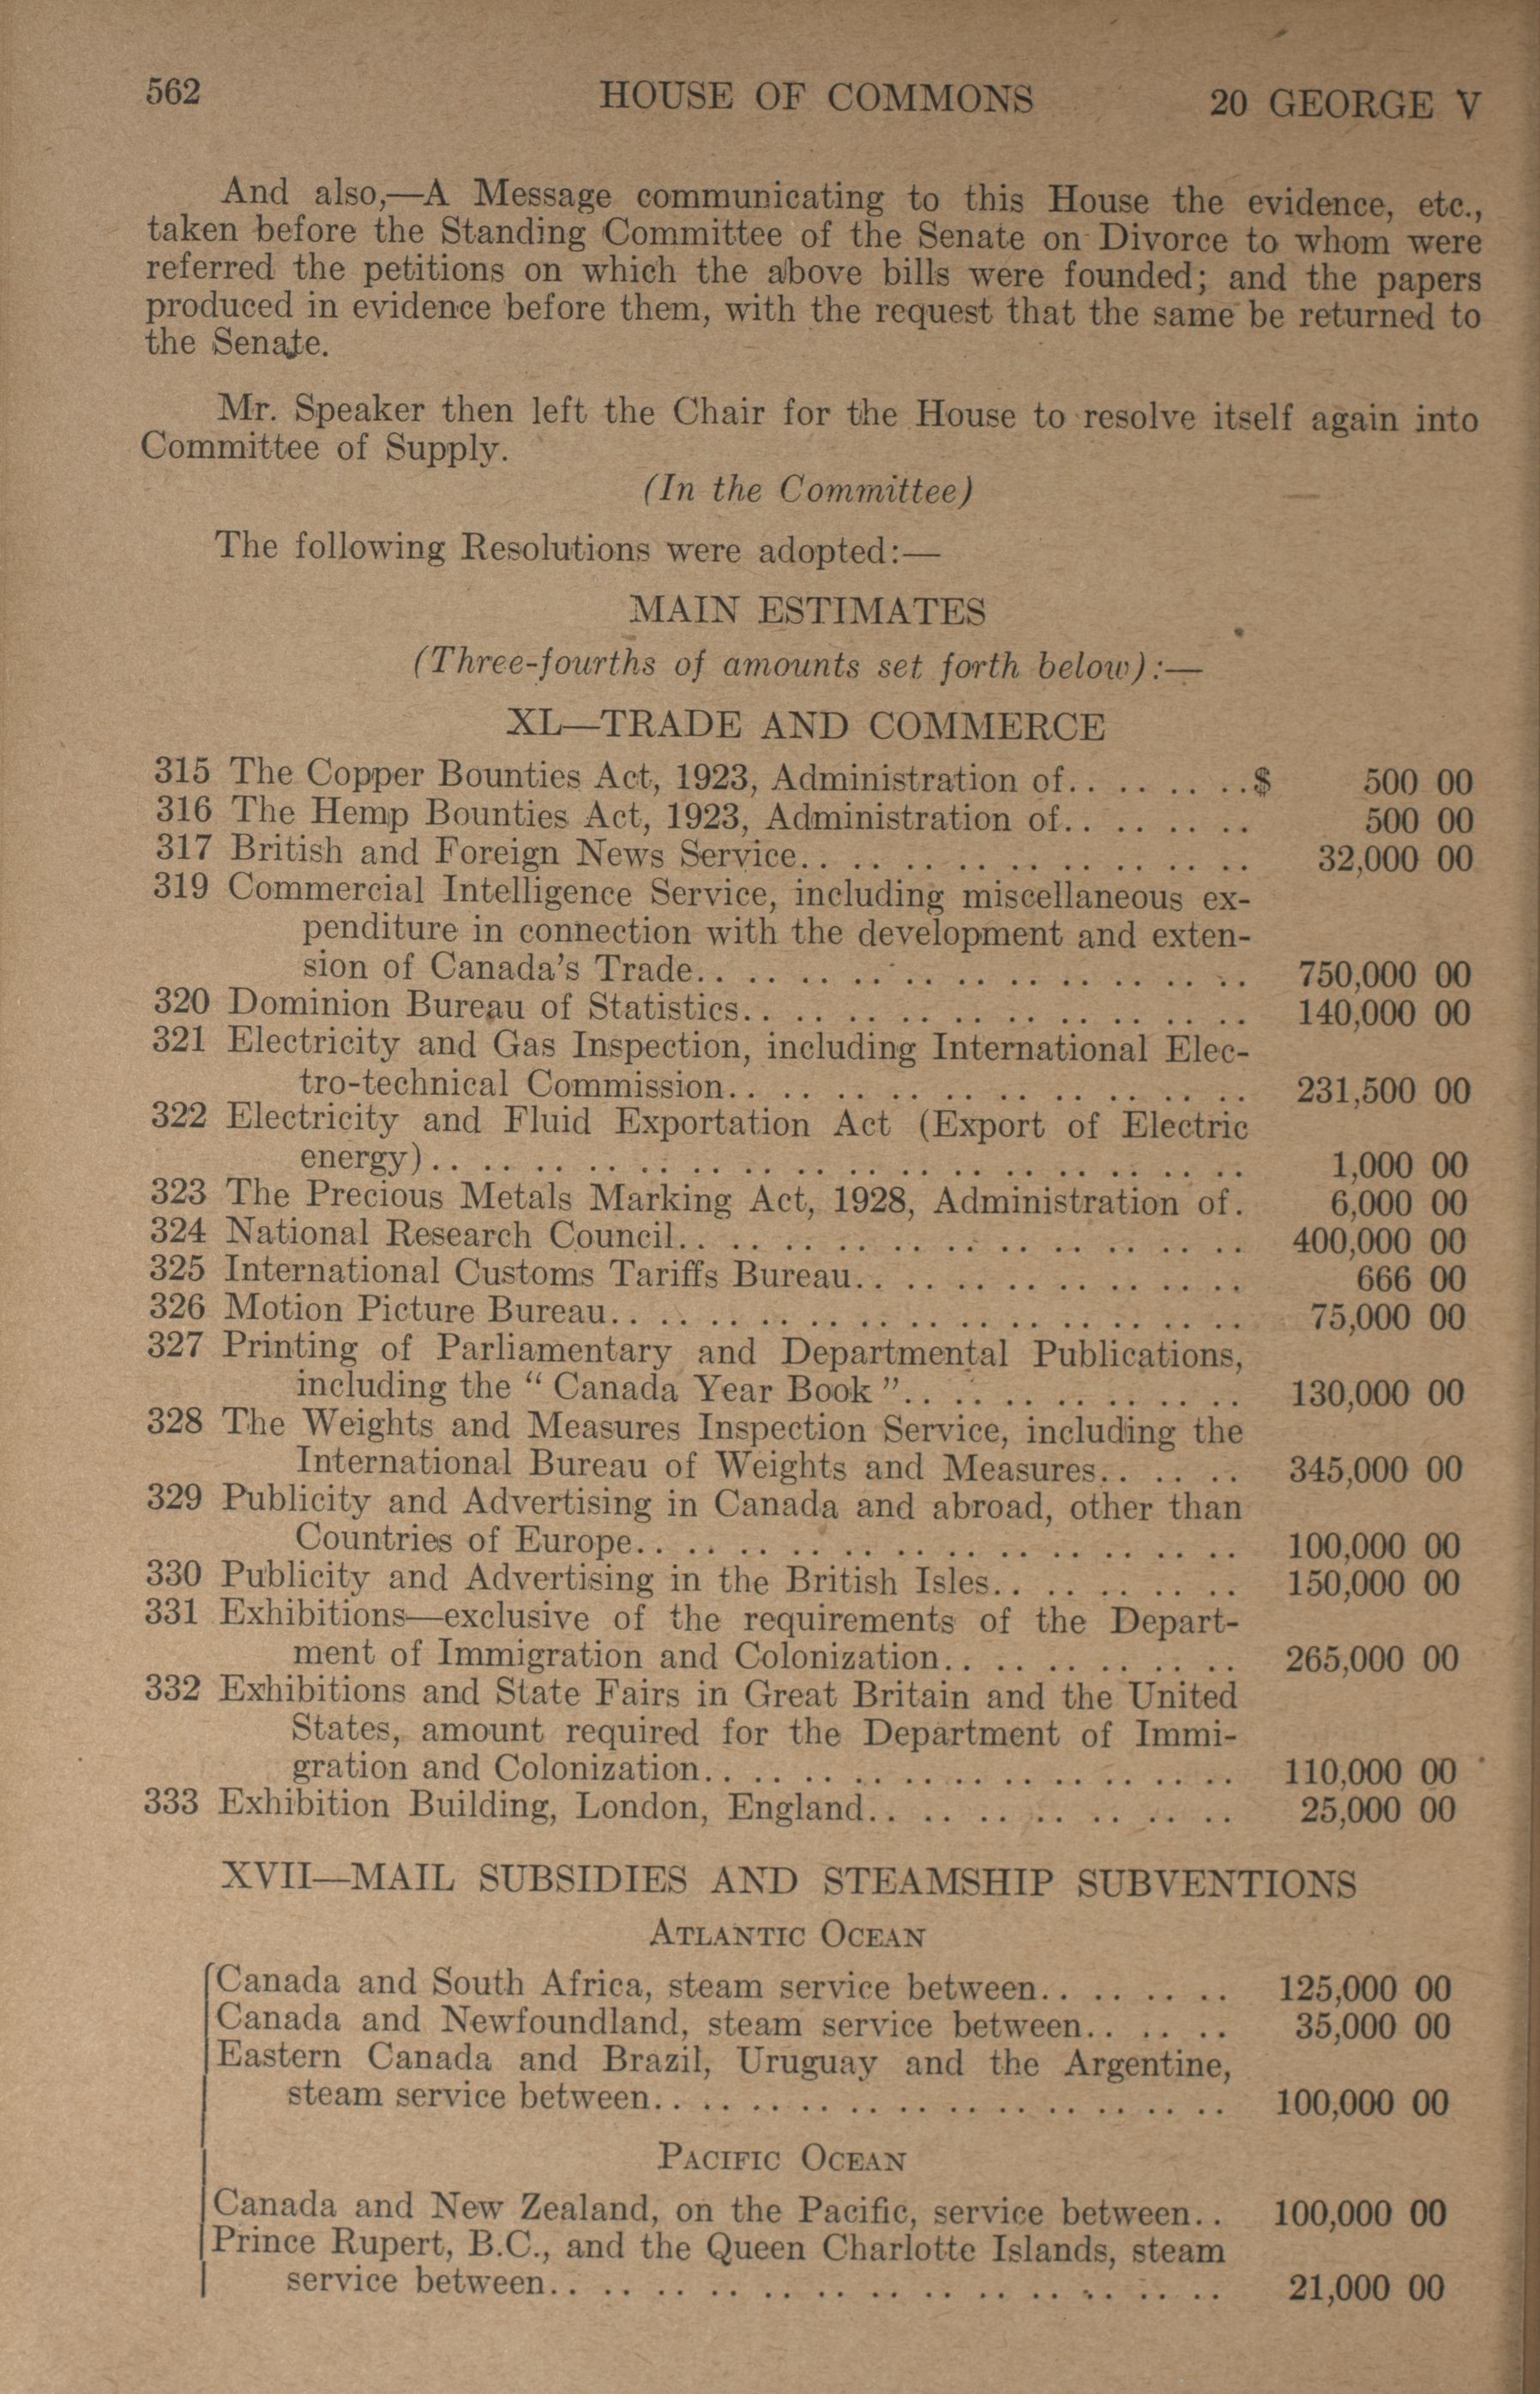 562 HOUSE OF COMMONS 20 GEORGE V
And also,—A Message communicating to this House the evidence, etc.,
taken before the Standing Committee of the Senate on Divorce to whom were
referred the petitions on which the above bills were founded; and the papers
produced in evidence before them, with the request that the same be returned to
the Senate.
Mr. Speaker then left the Chair for the House to resolve itself again into
Committee of Supply.
(In the Committee)
The following Resolutions were adopted:—
MAIN ESTIMATES
(Three-fourths of amounts set forth below):—
XL—TRADE AND COMMERCE
315 The Copper Bounties Act, 1923, Administration of. . . . . . . .$ 500 00
316 The Hemp Bounties Act, 1923, Administration of. . . . . . . . 500 00
317 British and Foreign News Service. . . . . . . . . . . . . . . . . . 32,000 00
319 Commercial Intelligence Service, including miscellaneous ex-
penditure in connection with the development and exten-
sion of Canada's Trade. . . . . . . . . . . . . . . . . . . . . . 750,000 00
320 Dominion Bureau of Statistics. . . . . . . . . . . . . . . . . . . . 140,000 00
321 Electricity and Gas Inspection, including International Elec-
tro-technical Commission. . . . . . . . . . . . . . . . . . . . 231,500 00
322 Electricity and Fluid Exportation Act (Export of Electric
energy) . . . . . . . . . . . . . . . . . . . . . . . . . . . . . . . . 1,000 00
323 The Precious Metals Marking Act, 1928, Administration of. 6,000 00
324 National Research Council. . . . . . . . . . . . . . . . . . . . . . 400,000 00
325 International Customs Tariffs Bureau. . . . . . . . . . . . . . . . 666 00
326 Motion Picture Bureau. . . . . . . . . . . . . . . . . . . . . . . . . 75,000 00
327 Printing of Parliamentary and Departmental Publications,
including the " Canada Year Book ". . . . . . . . . . . . . . 130,000 00
328 The Weights and Measures Inspection Service, including the
International Bureau of Weights and Measures. . . . . . 345,000 00
329 Publicity and Advertising in Canada and abroad, other than
Countries of Europe. . . . . . . . . . . . . . . . . . . . . . . . 100,000 00
330 Publicity and Advertising in the British Isles. . . . . . . . . . 150,000 00
331 Exhibitions—exclusive of the requirements of the Depart-
ment of Immigration and Colonization. . . . . . . . . . . . 265,000 00
332 Exhibitions and State Fairs in Great Britain and the United
States, amount required for the Department of Immi-
gration and Colonization. . . . . . . . . . . . . . . . . . . . . 110,000 00
333 Exhibition Building, London, England. . . . . . . . . . . . . . 25,000 00
XVII—MAIL SUBSIDIES AND STEAMSHIP SUBVENTIONS
ATLANTIC OCEAN
Canada and South Africa, steam service between. . . . . . . . 125,000 00
Canada and Newfoundland, steam service between. . . . . . 35,000 00
Eastern Canada and Brazil, Uruguay and the Argentine,
steam service between. . . . . . . . . . . . . . . . . . . . . . . . 100,000 00
PACIFIC OCEAN
Canada and New Zealand, on the Pacific, service between. . 100,000 00
Prince Rupert, B.C., and the Queen Charlotte Islands, steam
service between. . . . . . . . . . . . . . . . . . . . . . . . . . 21,000 00